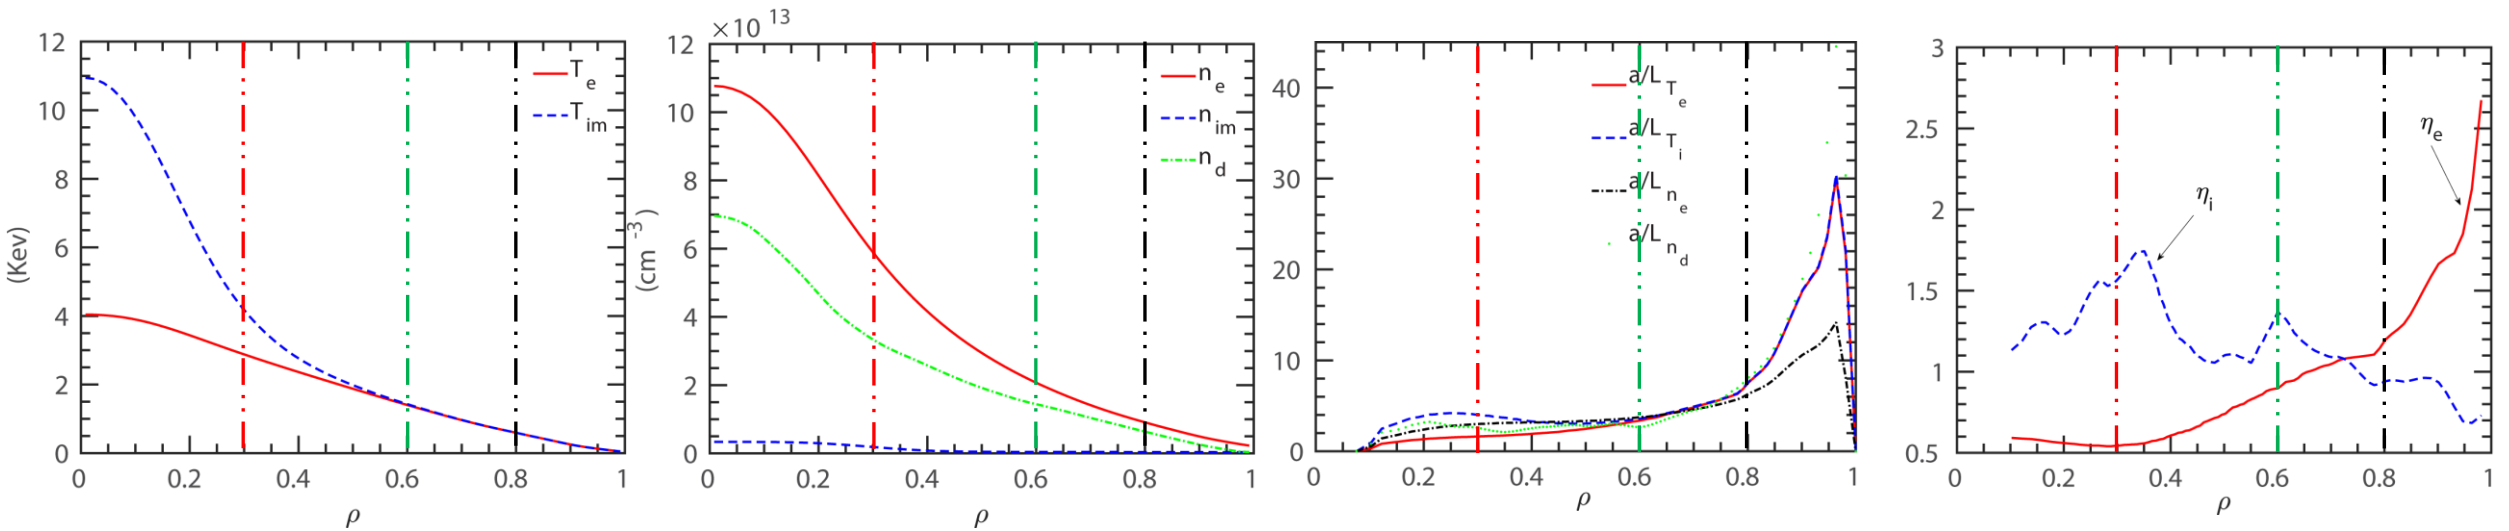 12
10
8
6
4
2
0
0
0.2
0.4
0.6
0.8
1
(Kev)
ρ
T e
T im
×10 13
12
10
8
6
4
2
0
0
0.2
0.4
0.6
0.8
1
(cm -3 )
ρ
n e
n im
n d
40
30
20
10
0
0
0.2
0.4
0.6
0.8
1
ρ
a/L T e
a/L T i
a/L n e
a/L n d
3
2.5
2
1.5
1
0.5
0
0.2
0.4
0.6
0.8
1
ρ
η e
η i